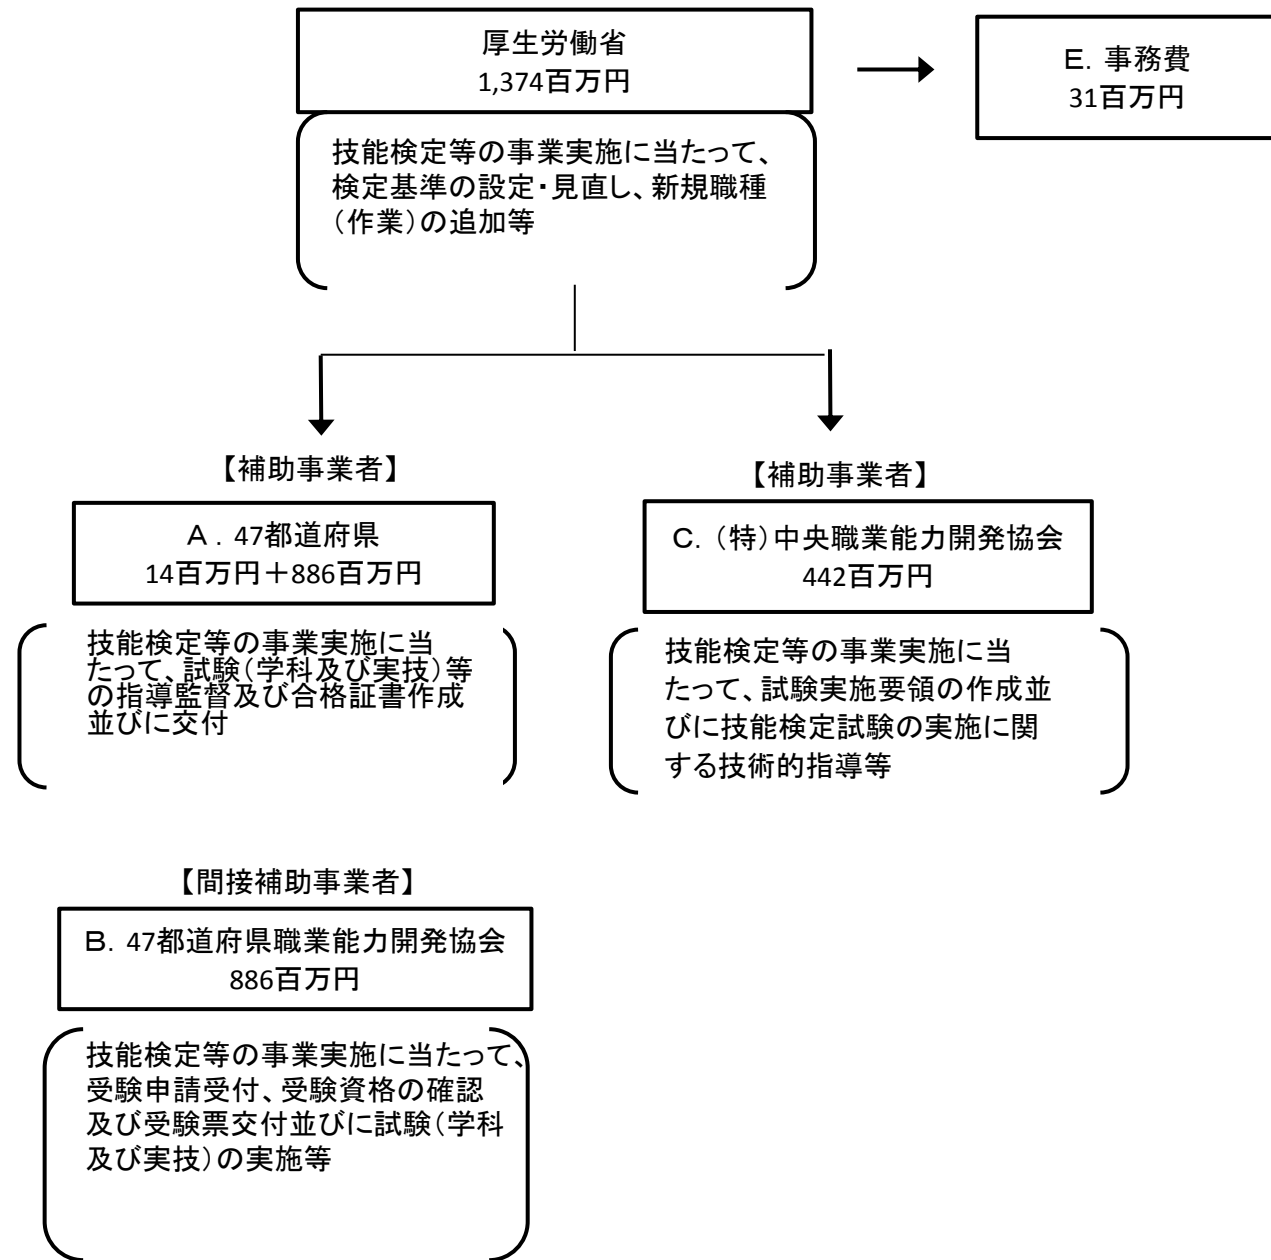 厚生労働省
1,374百万円
E. 事務費
31百万円
技能検定等の事業実施に当たって、
検定基準の設定・見直し、新規職種
（作業）の追加等
【補助事業者】
A . 47都道府県
14百万円＋886百万円
技能検定等の事業実施に当
たって、試験（学科及び実技）等
の指導監督及び合格証書作成
並びに交付
【補助事業者】
C. （特）中央職業能力開発協会
442百万円
技能検定等の事業実施に当
たって、試験実施要領の作成並
びに技能検定試験の実施に関
する技術的指導等
【間接補助事業者】
B. 47都道府県職業能力開発協会
886百万円
技能検定等の事業実施に当たって、
受験申請受付、受験資格の確認
及び受験票交付並びに試験（学科
及び実技）の実施等